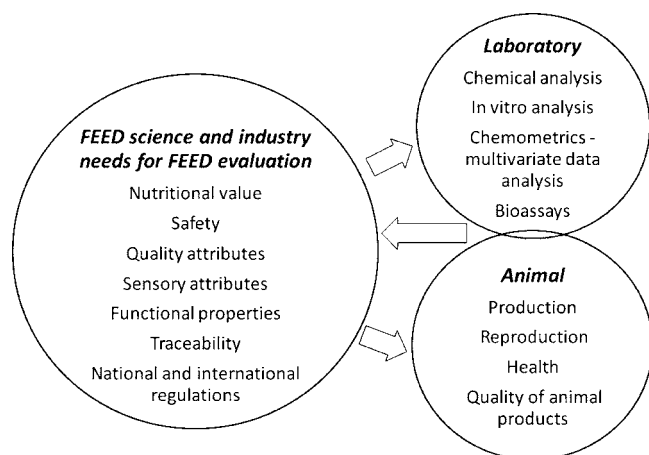 FEED science and industry
needs for FEED evaluation
Nutritional value
Safety
Quality attributes
Sensory attributes
Functional properties
Traceability
National and international
regulations
Laboratory
Chemical analysis
In vitro analysis
Chemometrics -
multivariate data
analysis
Bioassays
Animal
Production
Reproduction
Health
Quality of animal
products